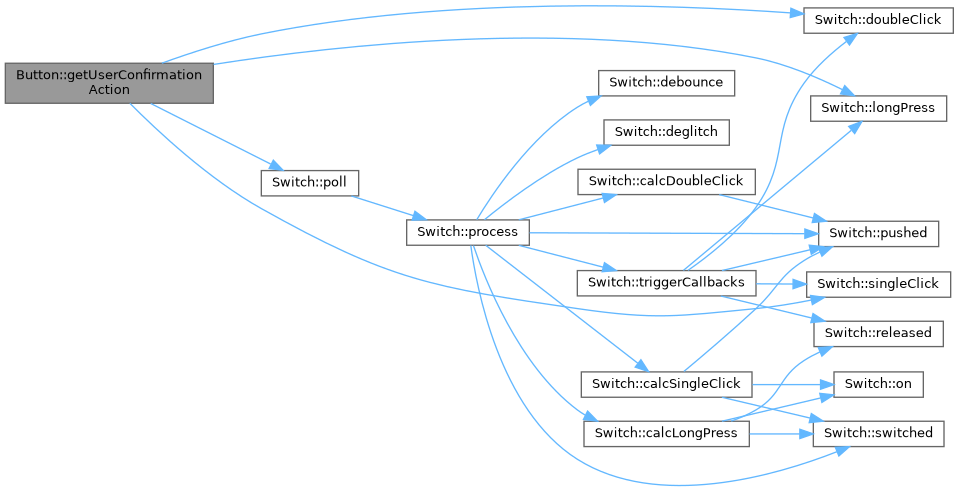 Button::getUserConfirmation
Action
Switch::poll
Switch::process
Switch::debounce
Switch::deglitch
Switch::calcDoubleClick
Switch::triggerCallbacks
Switch::calcSingleClick
Switch::calcLongPress
Switch::doubleClick
Switch::longPress
Switch::pushed
Switch::singleClick
Switch::released
Switch::on
Switch::switched